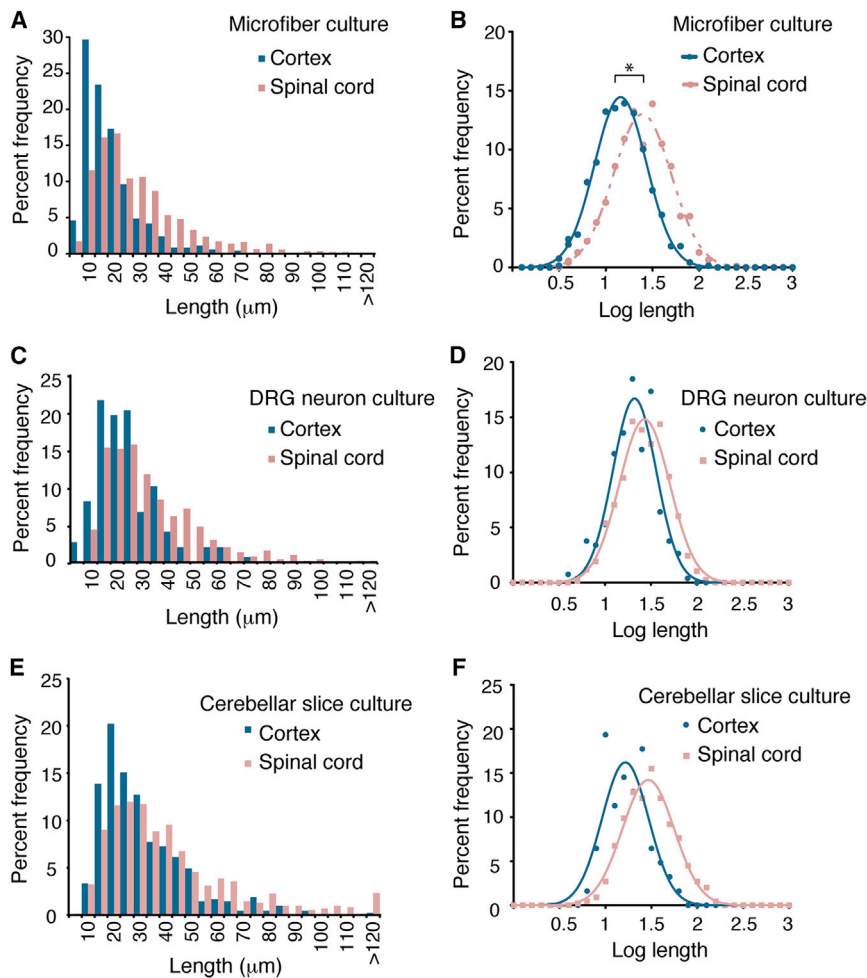 A
Microfiber culture
Cortex
Spinal cord
Percent frequency
30
25
20
15
10
5
0
10
20
30
40
50
60
70
80
90
100
110
>120
Length (μm)
B
Microfiber culture
Cortex
Spinal cord
*
Percent frequency
20
15
10
5
0
0.5
1
1.5
2
2.5
3
Log length
C
DRG neuron culture
Cortex
Spinal cord
Percent frequency
25
20
15
10
5
0
10
20
30
40
50
60
70
80
90
100
110
>120
Length (μm)
D
DRG neuron culture
Cortex
Spinal cord
Percent frequency
20
15
10
5
0
0.5
1
1.5
2
2.5
3
Log length
E
Cerebellar slice culture
Cortex
Spinal cord
Percent frequency
25
20
15
10
5
0
10
20
30
40
50
60
70
80
90
100
110
>120
Length (μm)
F
Cerebellar slice culture
Cortex
Spinal cord
Percent frequency
25
20
15
10
5
0
0.5
1
1.5
2
2.5
3
Log length